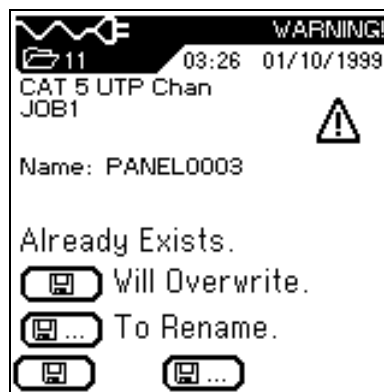 WARNING!
11 03:26 01/10/1999
CAT 5 UTP Chan
JOB1
Name: PANEL0003
Already Exists.
Will Overwrite.
... To Rename.
...